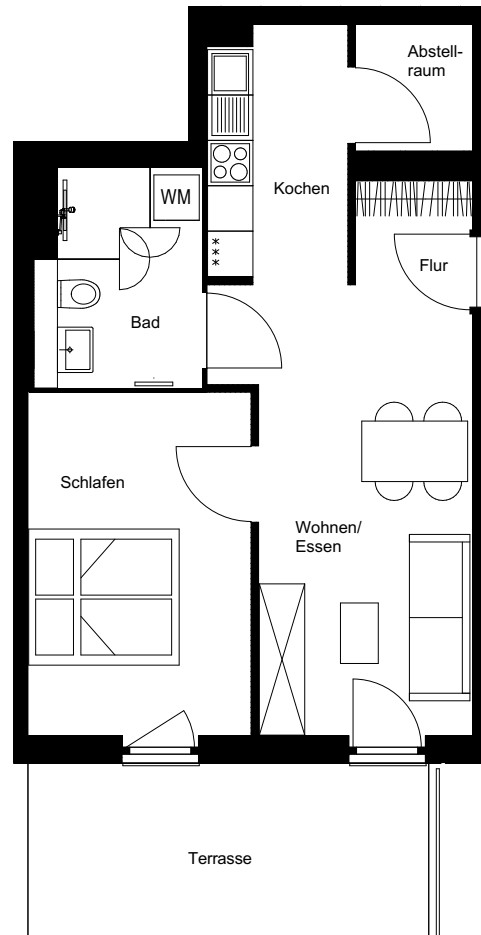 Abstell-
raum
Kochen
WM
Flur
Bad
Schlafen
Wohnen/
Essen
Terrasse